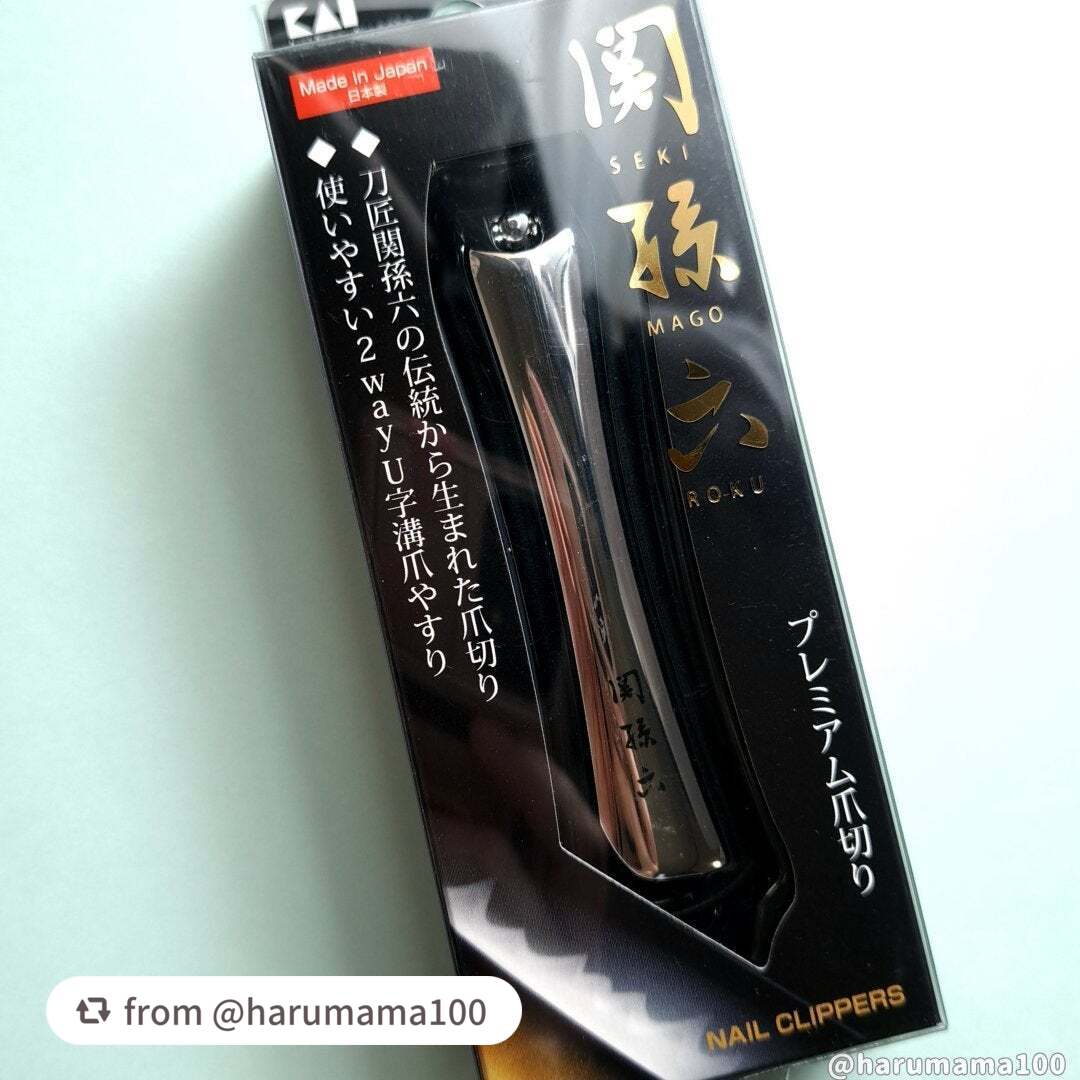 KAI
Made in Japan
日本製
関
SEKI
孫
MAGO
六
ROKU
◆刀匠関孫六の伝統から生まれた爪切り
◆使いやすい2wayU字溝爪やすり
関孫六
プレミアム爪切り
NAIL CLIPPERS
from @harumama100
@harumama100